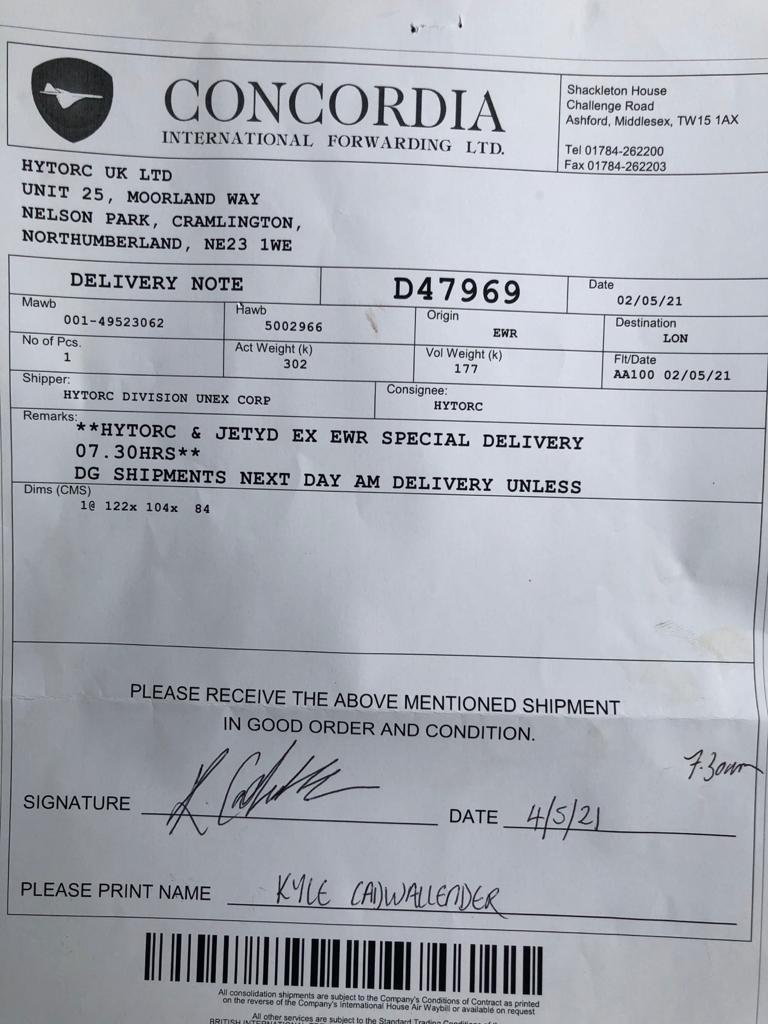 CONCORDIA
INTERNATIONAL FORWARDING LTD.
Shackleton House
Challenge Road
Ashford, Middlesex, TW15 1AX
Tel 01784-262200
Fax 01784-262203
HYTORC UK LTD
UNIT 25, MOORLAND WAY
NELSON PARK, CRAMLINGTON,
NORTHUMBERLAND, NE23 1WE
DELIVERY NOTE D47969 Date 02/05/21
Mawb 001-49523062 Hawb 5002966 Origin EWR Destination LON
No of Pcs. 1 Act Weight (k) 302 Vol Weight (k) 177 Flt/Date AA100 02/05/21
Shipper: HYTORC DIVISION UNEX CORP Consignee: HYTORC
Remarks: **HYTORC & JETYD EX EWR SPECIAL DELIVERY
07.30HRS**
DG SHIPMENTS NEXT DAY AM DELIVERY UNLESS
Dims (CMS)
1@ 122x 104x 84
PLEASE RECEIVE THE ABOVE MENTIONED SHIPMENT
IN GOOD ORDER AND CONDITION.
7.30am
SIGNATURE DATE 4/5/21
PLEASE PRINT NAME KYLE CADWALLENDER
All consolidation shipments are subject to the Company's Conditions of Contract as printed
on the reverse of the Company's International House Air Waybill or available on request
All other services are subject to the Standard Trading
BRITISH